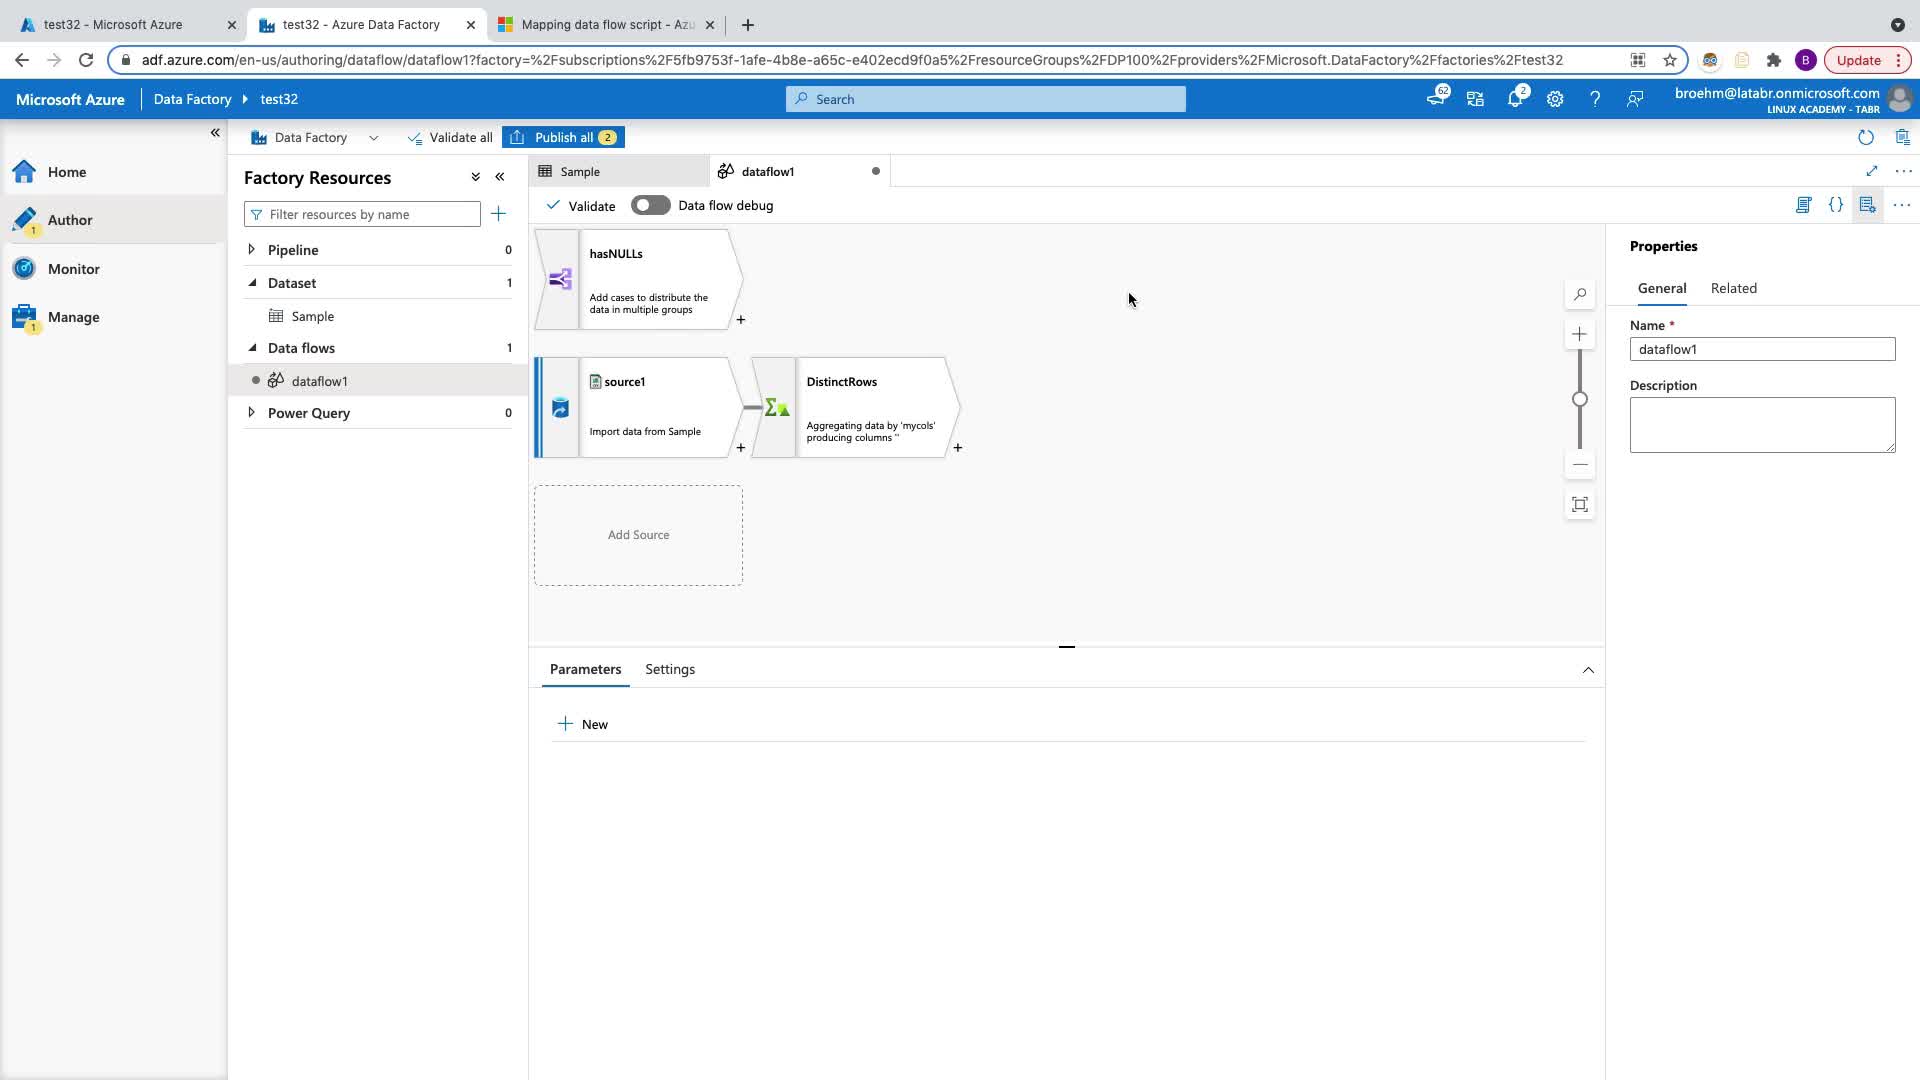 test32 - Microsoft Azure
test32 - Azure Data Factory
Mapping data flow script - Azu
adf.azure.com/en-us/authoring/dataflow/dataflow1?factory=%2Fsubscriptions%2F5fb9753f-1afe-4b8e-a65c-e402ecd9f0a5%2FresourceGroups%2FDP100%2Fproviders%2FMicrosoft.DataFactory%2Ffactories%2Ftest32
B
Update
Microsoft Azure
Data Factory
test32
Search
62
2
broehm@latabr.onmicrosoft.com
LINUX ACADEMY - TABR
Home
Author
1
Monitor
Manage
1
Data Factory
Validate all
Publish all
2
Factory Resources
Filter resources by name
Pipeline
0
Dataset
1
Sample
Data flows
1
dataflow1
Power Query
0
Sample
dataflow1
Validate
Data flow debug
hasNULLs
Add cases to distribute the
data in multiple groups
source1
Import data from Sample
DistinctRows
Aggregating data by 'mycols'
producing columns ''
Add Source
Parameters
Settings
New
Properties
General
Related
Name *
dataflow1
Description